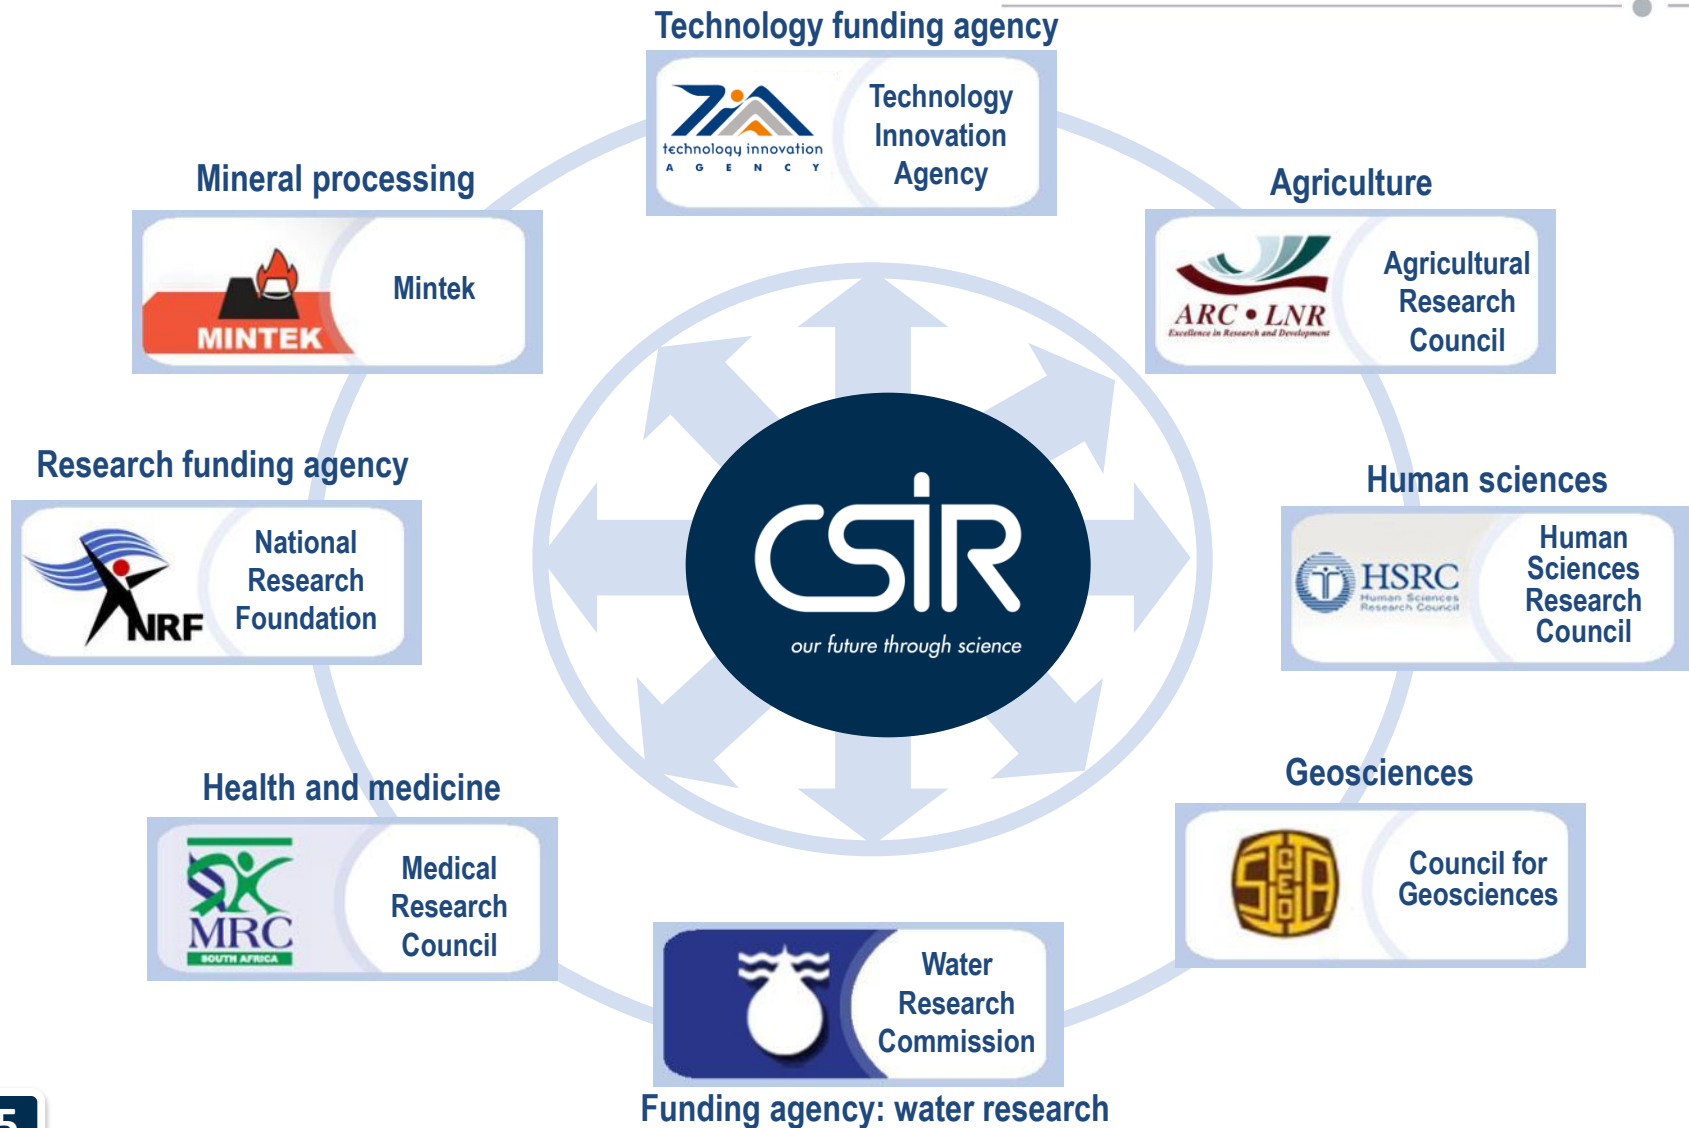 Technology funding agency
technology innovation
AGENCY
Technology
Innovation
Agency
Mineral processing
MINTEK
Mintek
Agriculture
ARC • LNR
Excellence in Research and Development
Agricultural
Research
Council
Research funding agency
NRF
National
Research
Foundation
CSIR
our future through science
Human sciences
HSRC
Human Sciences
Research Council
Human
Sciences
Research
Council
Health and medicine
MRC
SOUTH AFRICA
Medical
Research
Council
Geosciences
Council for
Geosciences
Water
Research
Commission
Funding agency: water research
5